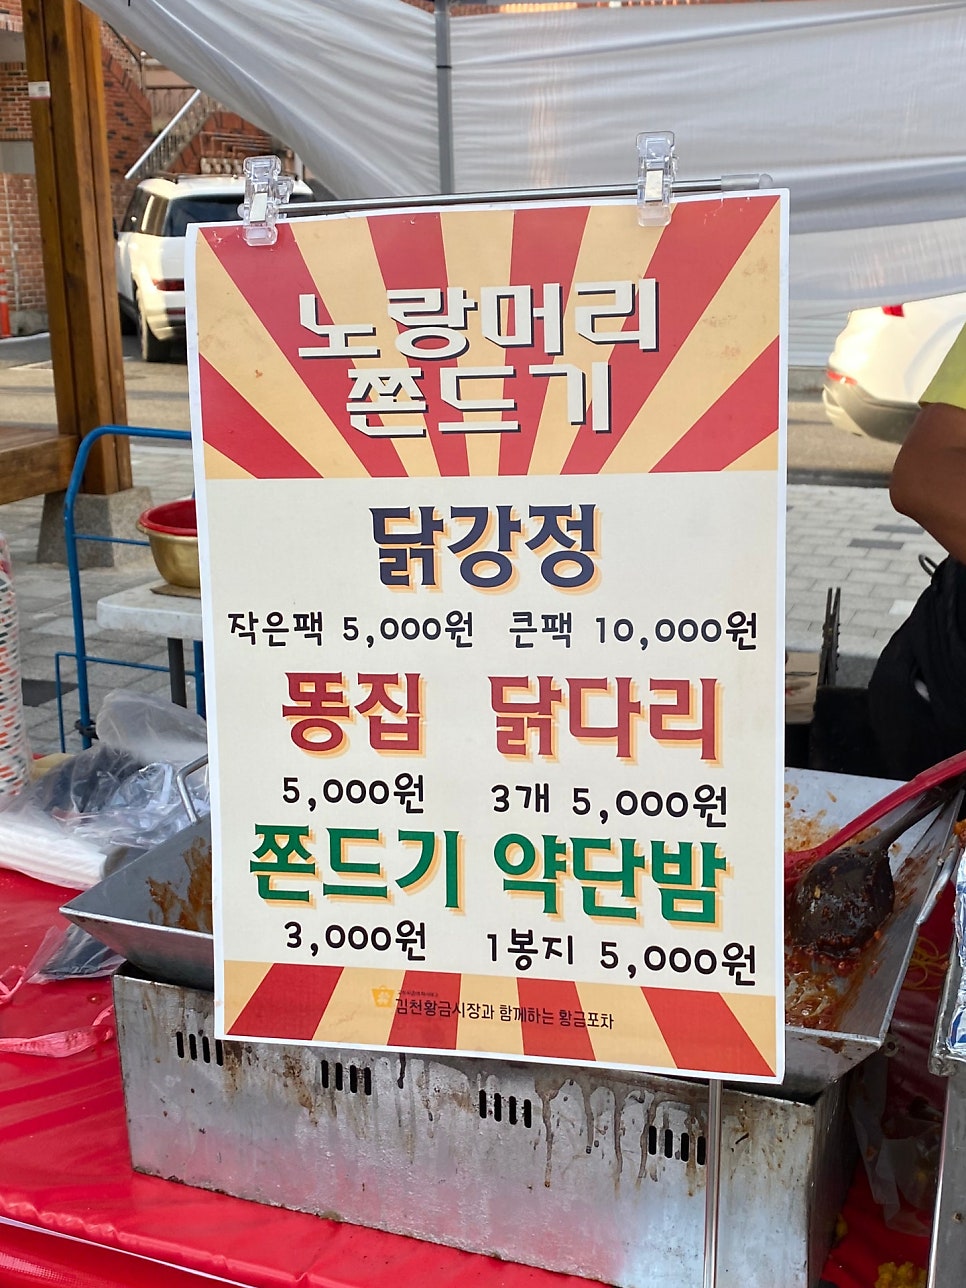 노랑머리
쫀드기
닭강정
작은팩 5,000원 큰팩 10,000원
똥집 닭다리
5,000원 3개 5,000원
쫀드기 약단밤
3,000원 1봉지 5,000원
김천황금시장과 함께하는 황금포차